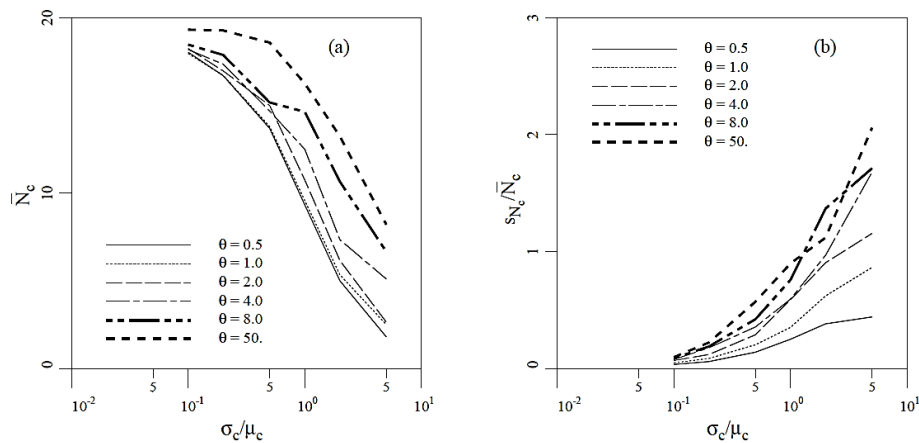 (a)
20
10
0
N̄c
θ = 0.5
θ = 1.0
θ = 2.0
θ = 4.0
θ = 8.0
θ = 50.
5 5 5
10⁻² 10⁻¹ 10⁰ 10¹
σc/μc
(b)
3
2
1
0
sNc/N̄c
θ = 0.5
θ = 1.0
θ = 2.0
θ = 4.0
θ = 8.0
θ = 50.
5 5 5
10⁻² 10⁻¹ 10⁰ 10¹
σc/μc